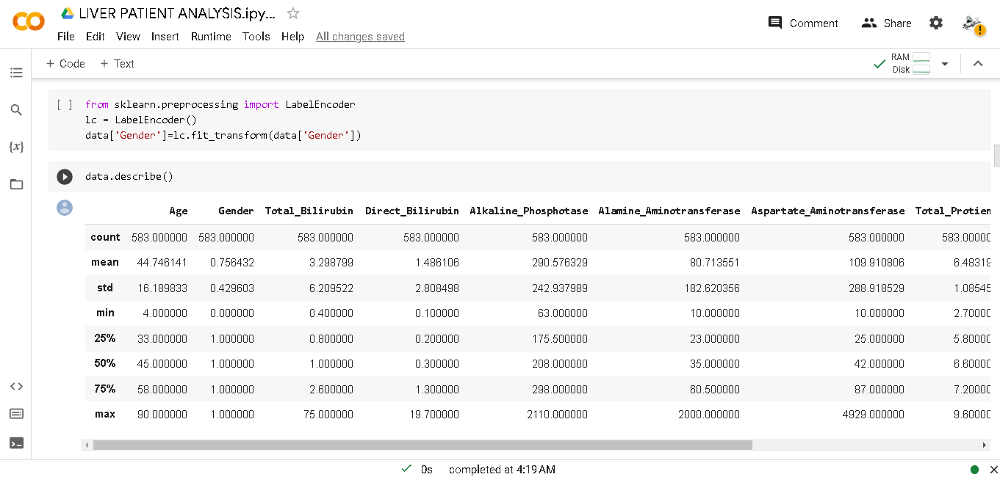 LIVER PATIENT ANALYSIS.ipy...
File Edit View Insert Runtime Tools Help All changes saved
Comment Share
+ Code + Text
RAM
Disk
{x}
[ ] from sklearn.preprocessing import LabelEncoder
lc = LabelEncoder()
data['Gender']=lc.fit_transform(data['Gender'])
data.describe()
Age Gender Total_Bilirubin Direct_Bilirubin Alkaline_Phosphotase Alamine_Aminotransferase Aspartate_Aminotransferase Total_Protien
count 583.000000 583.000000 583.000000 583.000000 583.000000 583.000000 583.000000 583.00000
mean 44.746141 0.756432 3.298799 1.486106 290.576329 80.713551 109.910806 6.48319
std 16.189833 0.429603 6.209522 2.808498 242.937989 182.620356 288.918529 1.08545
min 4.000000 0.000000 0.400000 0.100000 63.000000 10.000000 10.000000 2.70000
25% 33.000000 1.000000 0.800000 0.200000 175.500000 23.000000 25.000000 5.80000
50% 45.000000 1.000000 1.000000 0.300000 208.000000 35.000000 42.000000 6.60000
75% 58.000000 1.000000 2.600000 1.300000 298.000000 60.500000 87.000000 7.20000
max 90.000000 1.000000 75.000000 19.700000 2110.000000 2000.000000 4929.000000 9.60000
0s completed at 4:19 AM